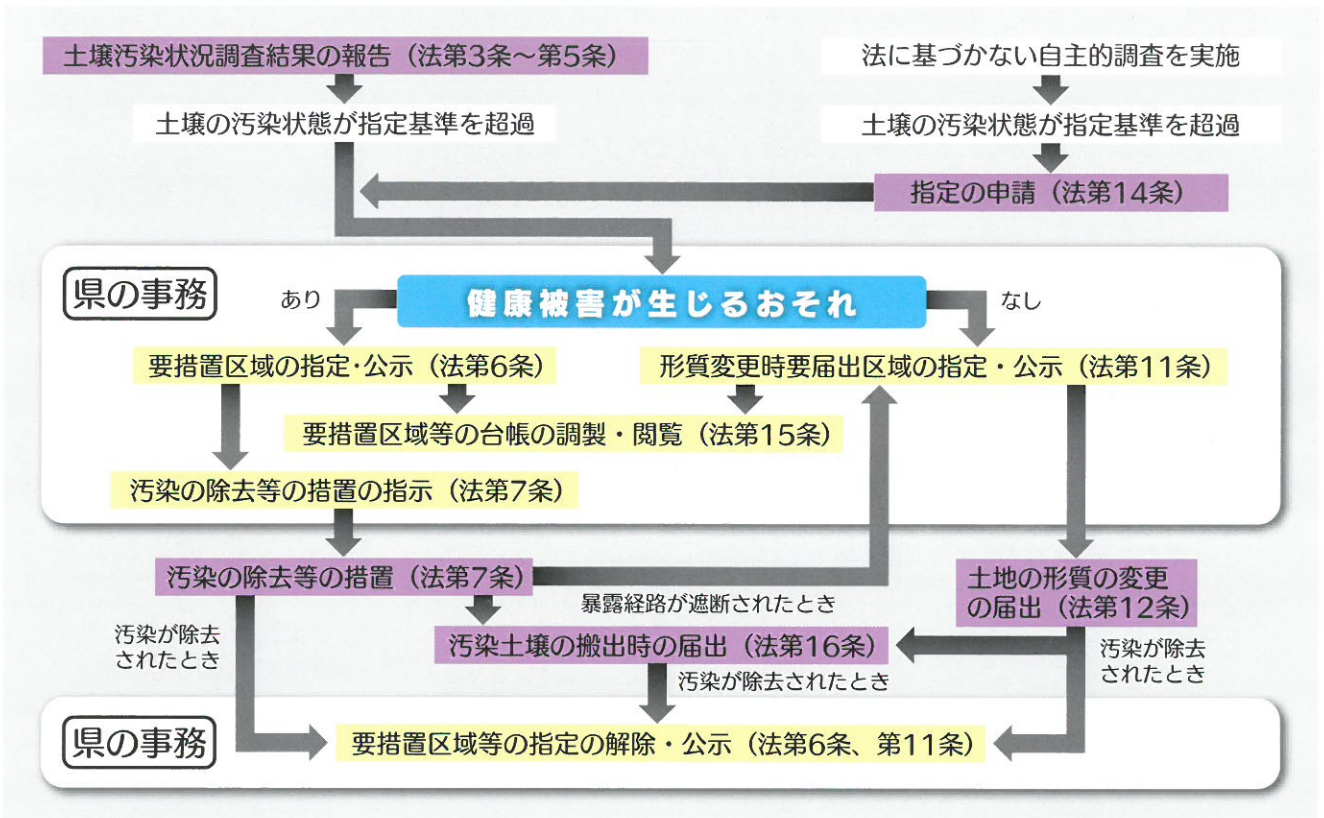 土壌汚染状況調査結果の報告（法第3条～第5条）
法に基づかない自主的調査を実施
土壌の汚染状態が指定基準を超過
土壌の汚染状態が指定基準を超過
指定の申請（法第14条）
県の事務
あり
健康被害が生じるおそれ
なし
要措置区域の指定・公示（法第6条）
形質変更時要届出区域の指定・公示（法第11条）
要措置区域等の台帳の調製・閲覧（法第15条）
汚染の除去等の措置の指示（法第7条）
汚染の除去等の措置（法第7条）
暴露経路が遮断されたとき
土地の形質の変更
の届出（法第12条）
汚染が除去
されたとき
汚染土壌の搬出時の届出（法第16条）
汚染が除去されたとき
汚染が除去
されたとき
県の事務
要措置区域等の指定の解除・公示（法第6条、第11条）